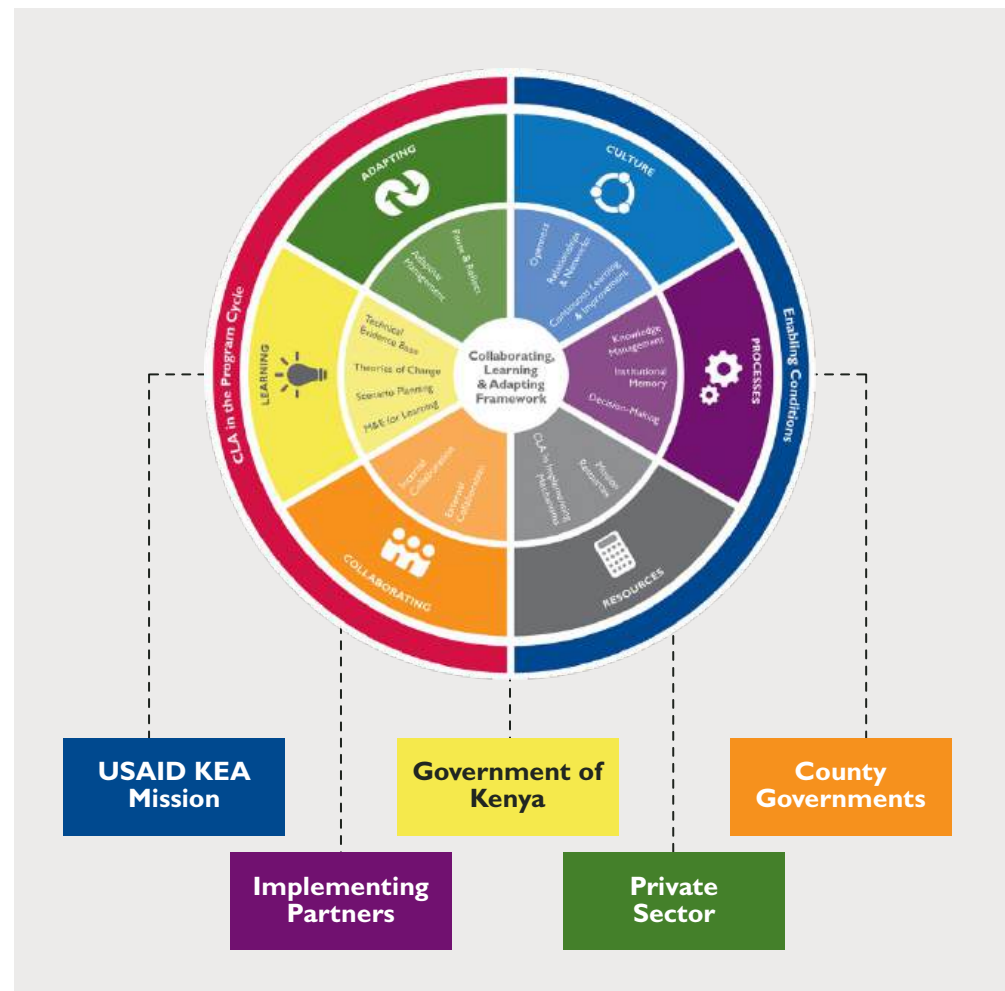 CLA in the Program Cycle
Enabling Conditions
ADAPTING
Adaptive
Management
Pause & Reflect
CULTURE
Openness
Relationships
& Networks
Continuous Learning
& Improvement
LEARNING
Technical
Evidence Base
Theories of Change
Scenario Planning
M&E for Learning
Collaborating,
Learning
& Adapting
Framework
PROCESSES
Knowledge
Management
Institutional
Memory
Decision-Making
COLLABORATING
Internal
Collaboration
External
Collaboration
RESOURCES
CLA in Implementing
Mechanisms
Mission
Resources
USAID KEA
Mission
Government of
Kenya
County
Governments
Implementing
Partners
Private
Sector